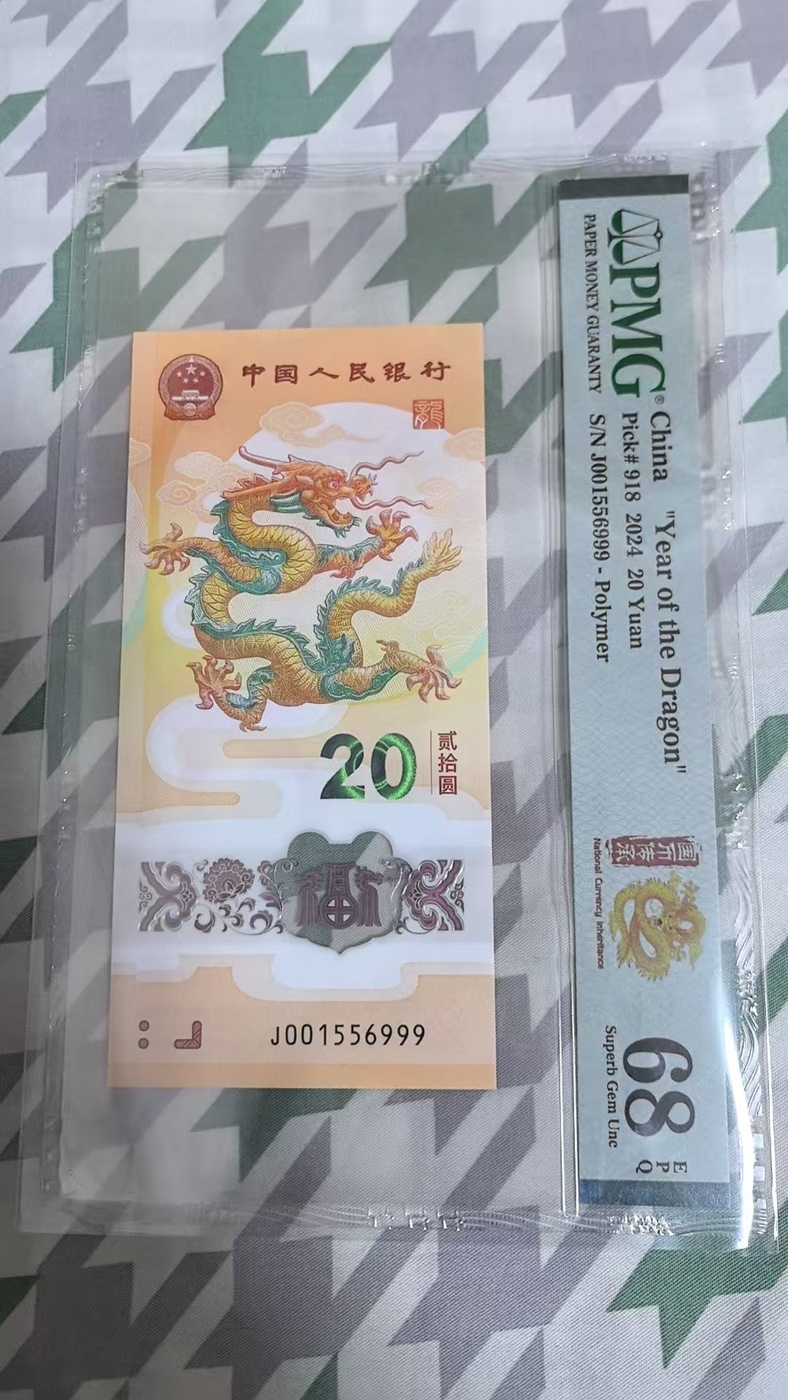 中国人民银行
龍
20
贰拾圆
福
J001556999
PMG®
PAPER MONEY GUARANTY
China "Year of the Dragon"
Pick# 918 2024 20 Yuan
S/N J001556999 - Polymer
国币传承
National Currency Inheritance
68
EPQ
Superb Gem Unc